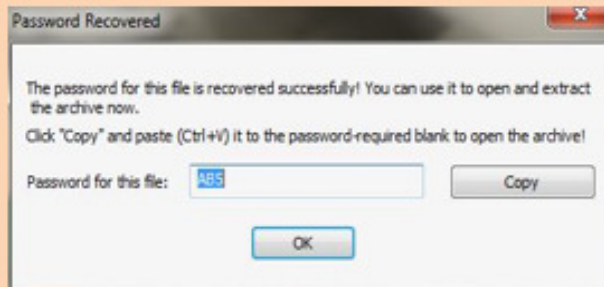 Password Recovered
The password for this file is recovered successfully! You can use it to open and extract
the archive now.
Click "Copy" and paste (Ctrl+V) it to the password-required blank to open the archive!
Password for this file: AB5 Copy
OK